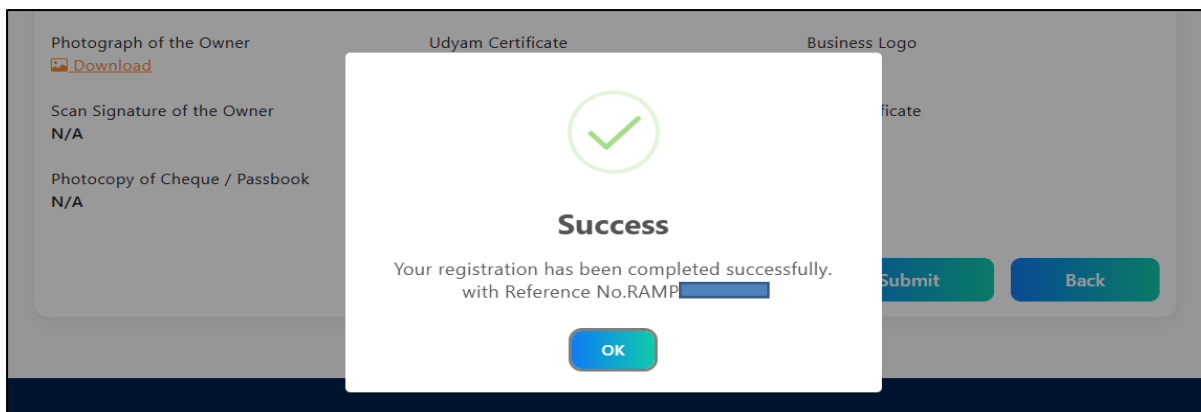 Photograph of the Owner
Udyam Certificate
Business Logo
Download
Scan Signature of the Owner
ficate
N/A
Photocopy of Cheque / Passbook
N/A
Success
Your registration has been completed successfully.
with Reference No.RAMP
Submit
Back
OK